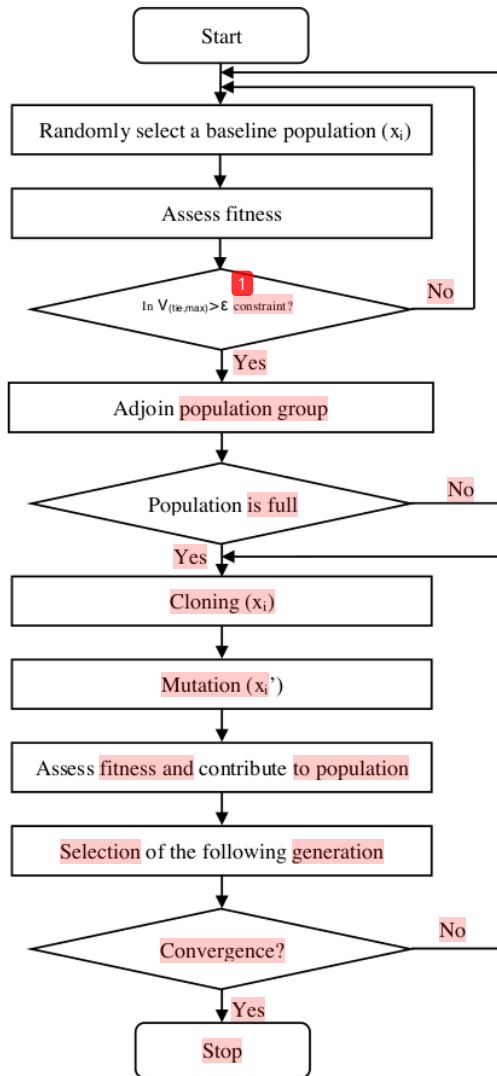 Start
Randomly select a baseline population (xᵢ)
Assess fitness
1
In V(tie,max)>ε constraint?
No
Yes
Adjoin population group
Population is full
No
Yes
Cloning (xᵢ)
Mutation (xᵢ’)
Assess fitness and contribute to population
Selection of the following generation
Convergence?
No
Yes
Stop